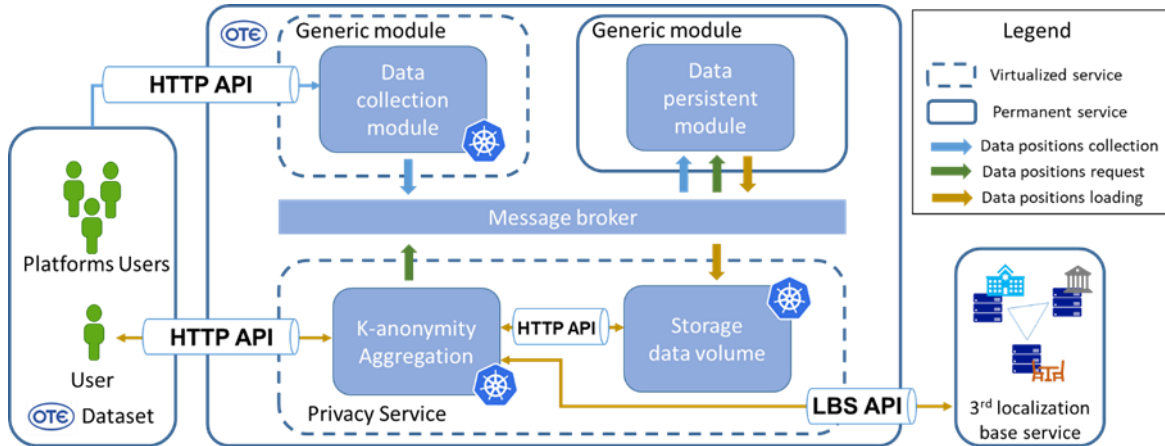 OTE
Generic module
Data
collection
module
Generic module
Data
persistent
module
HTTP API
Legend
Virtualized service
Permanent service
Data positions collection
Data positions request
Data positions loading
Platforms Users
Message broker
HTTP API
User
OTE Dataset
K-anonymity
Aggregation
HTTP API
Storage
data volume
Privacy Service
LBS API
3rd localization
base service